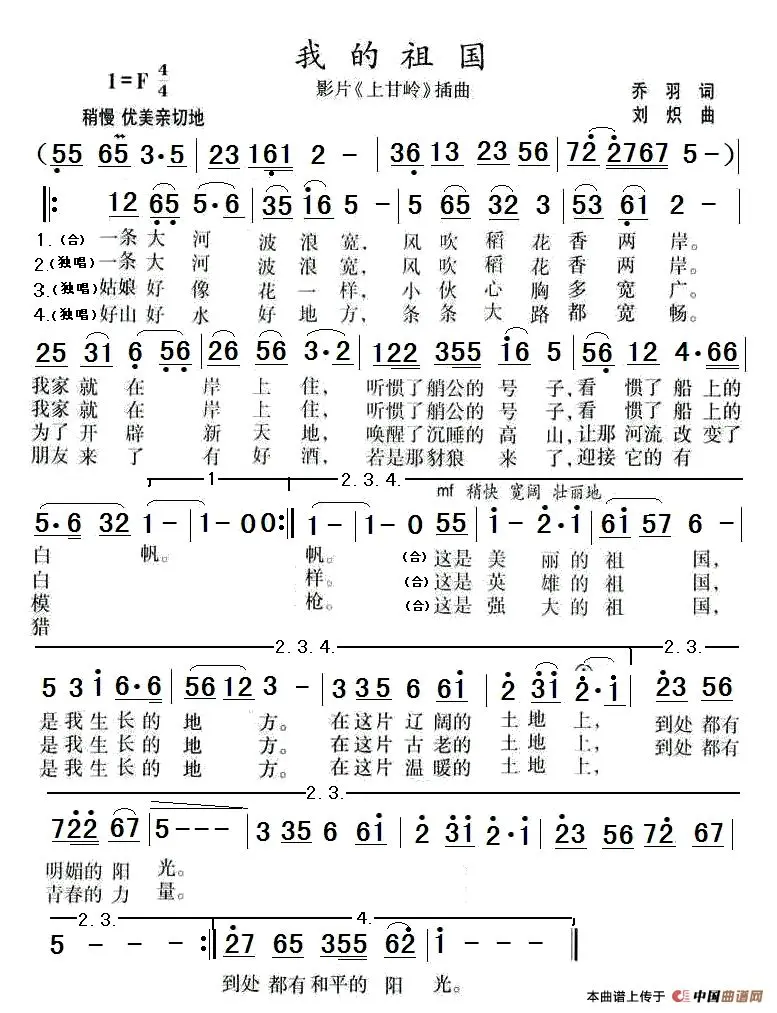 我的祖国
1=F 4/4
影片《上甘岭》插曲
乔羽 词
稍慢 优美亲切地
刘炽 曲
(55 65 3·5 | 23 161 2 - | 36 13 23 56 | 72 2767 5 -)
‖: 12 65 5·6 | 35 16 5 - | 5 65 32 3 | 53 61 2 -
1.(合)一条大河 波浪宽,风吹稻花香两岸。
2.(独唱)一条大河 波浪宽,风吹稻花香两岸。
3.(独唱)姑娘好像 花一样,小伙心胸多宽广。
4.(独唱)好山好水 好地方,条条大路都宽畅。
25 31 6 56 | 26 56 3·2 | 122 355 16 5 | 56 12 4·66
我家就在 岸上住,听惯了艄公的号子,看惯了船上的
我家就在 岸上住,听惯了艄公的号子,看惯了船上的
为了开辟 新天地,唤醒了沉睡的高山,让那河流改变了
朋友来了 有好酒,若是那豺狼来了,迎接它的有
1. 2.3.4.
mf 稍快 宽阔 壮丽地
5·6 32 1 - | 1 - 00 :‖ 1 - | 1 - 0 55 | 1 - 2·1 | 61 57 6 -
白 帆。 帆。 (合)这是美丽的祖国,
白 样。 (合)这是英雄的祖国,
模 枪。 (合)这是强大的祖国,
猎
2.3.4. 2.3.
5 3 1 6·6 | 56 12 3 - | 335 6 61 | 2 31 2·1 | 23 56
是我生长的地方。在这片辽阔的土地上, 到处都有
是我生长的地方。在这片古老的土地上, 到处都有
是我生长的地方。在这片温暖的土地上,
2.3.
722 67 | 5 - - - | 3 35 6 61 | 2 31 2·1 | 23 56 72 67
明媚的阳光。
青春的力量。
2.3. 4.
5 - - - :‖ 27 65 355 62 | 1 - - - ‖
到处都有和平的阳光。
本曲谱上传于 中国曲谱网